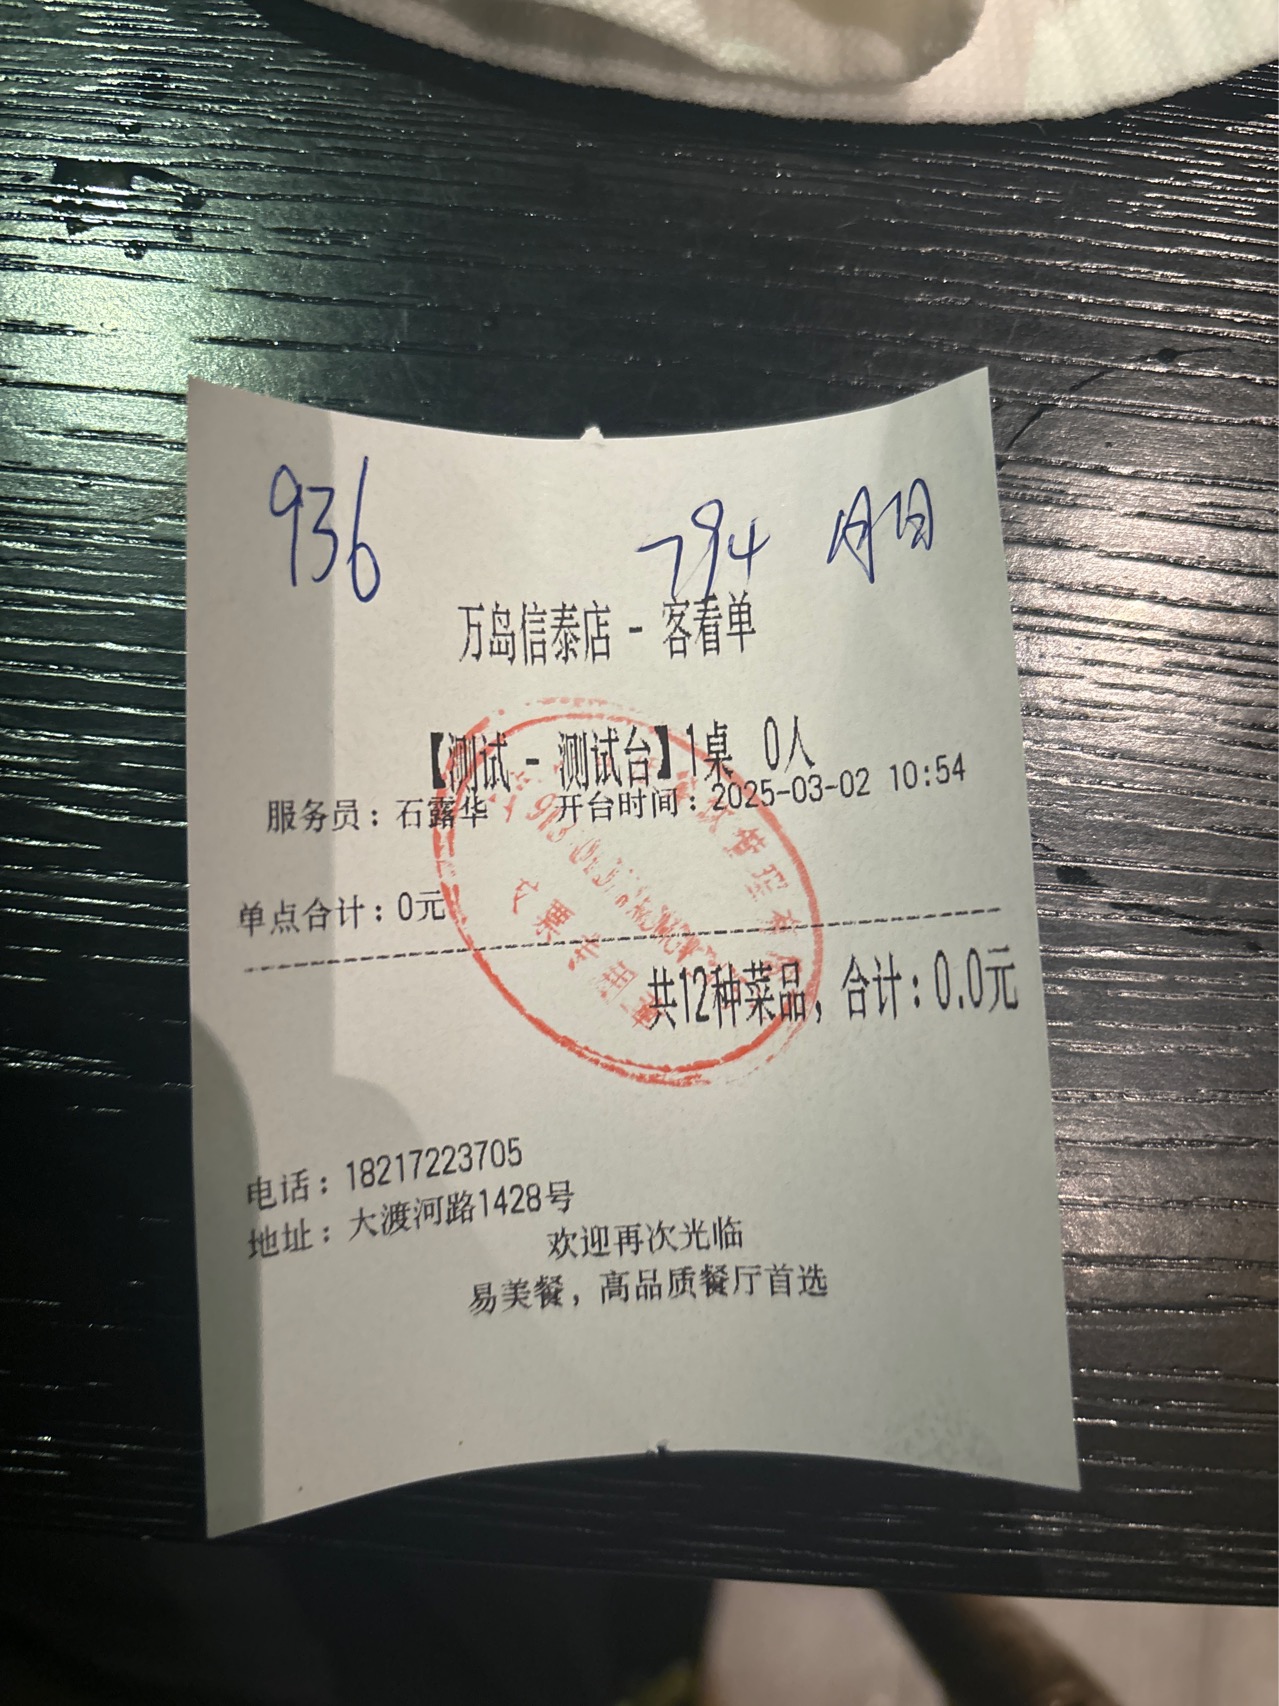 936 794 月 日
万岛信泰店 - 客看单
【测试 - 测试台】1桌 0人
服务员：石露华 开台时间：2025-03-02 10:54
单点合计：0元
共12种菜品，合计：0.0元
电话：18217223705
地址：大渡河路1428号
欢迎再次光临
易美餐，高品质餐厅首选